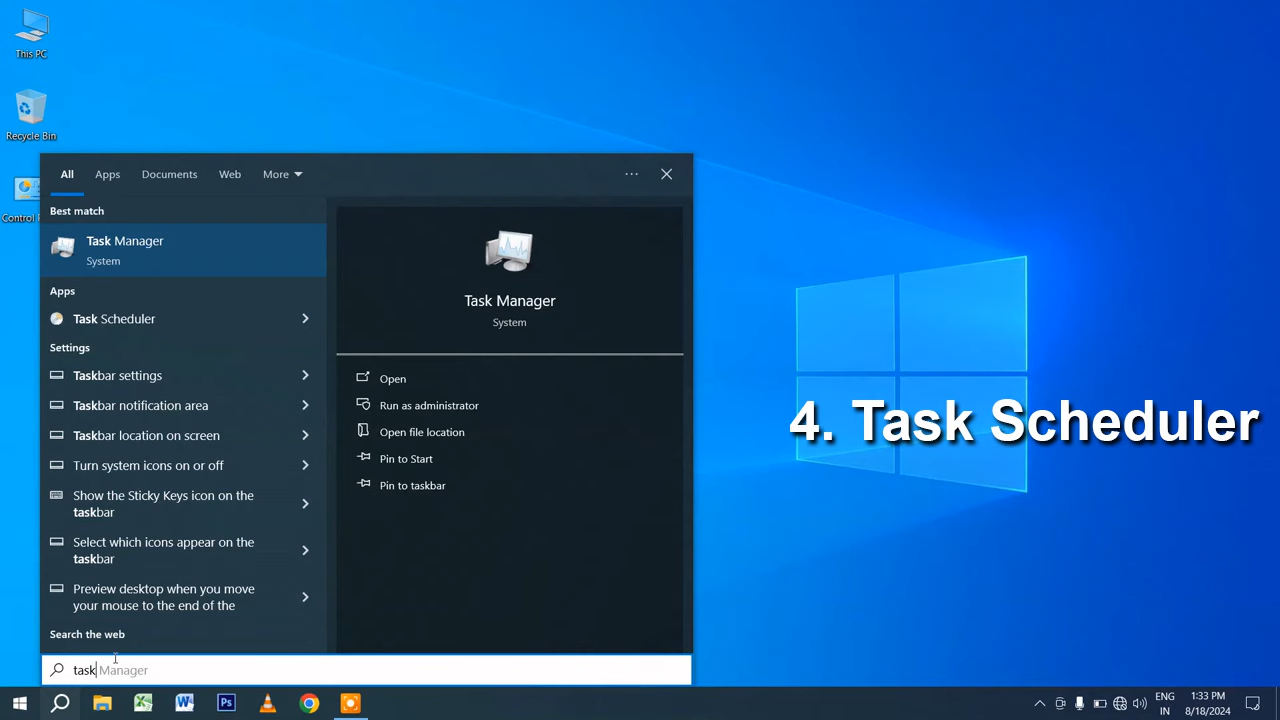 This PC
Recycle Bin
Control P
All
Apps
Documents
Web
More
Best match
Task Manager
System
Apps
Task Scheduler
Settings
Taskbar settings
Taskbar notification area
Taskbar location on screen
Turn system icons on or off
Show the Sticky Keys icon on the
taskbar
Select which icons appear on the
taskbar
Preview desktop when you move
your mouse to the end of the
Search the web
task Manager
Task Manager
System
Open
Run as administrator
Open file location
Pin to Start
Pin to taskbar
4. Task Scheduler
Ps
ENG
IN
1:33 PM
8/18/2024